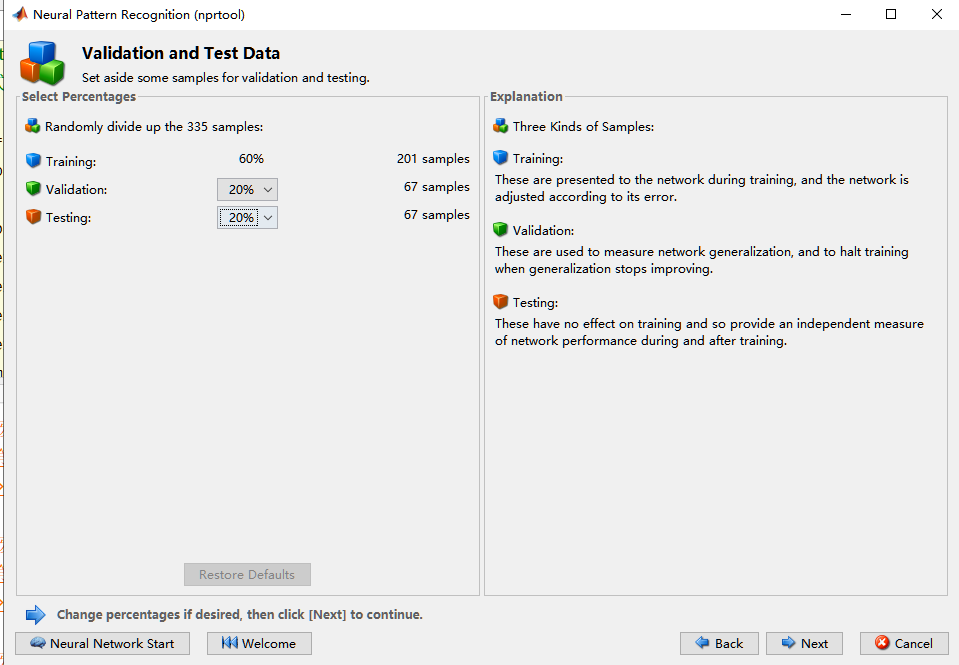 Neural Pattern Recognition (nprtool)
Validation and Test Data
Set aside some samples for validation and testing.
Select Percentages
Randomly divide up the 335 samples:
Training: 60% 201 samples
Validation: 20% 67 samples
Testing: 20% 67 samples
Restore Defaults
Explanation
Three Kinds of Samples:
Training:
These are presented to the network during training, and the network is
adjusted according to its error.
Validation:
These are used to measure network generalization, and to halt training
when generalization stops improving.
Testing:
These have no effect on training and so provide an independent measure
of network performance during and after training.
Change percentages if desired, then click [Next] to continue.
Neural Network Start Welcome Back Next Cancel